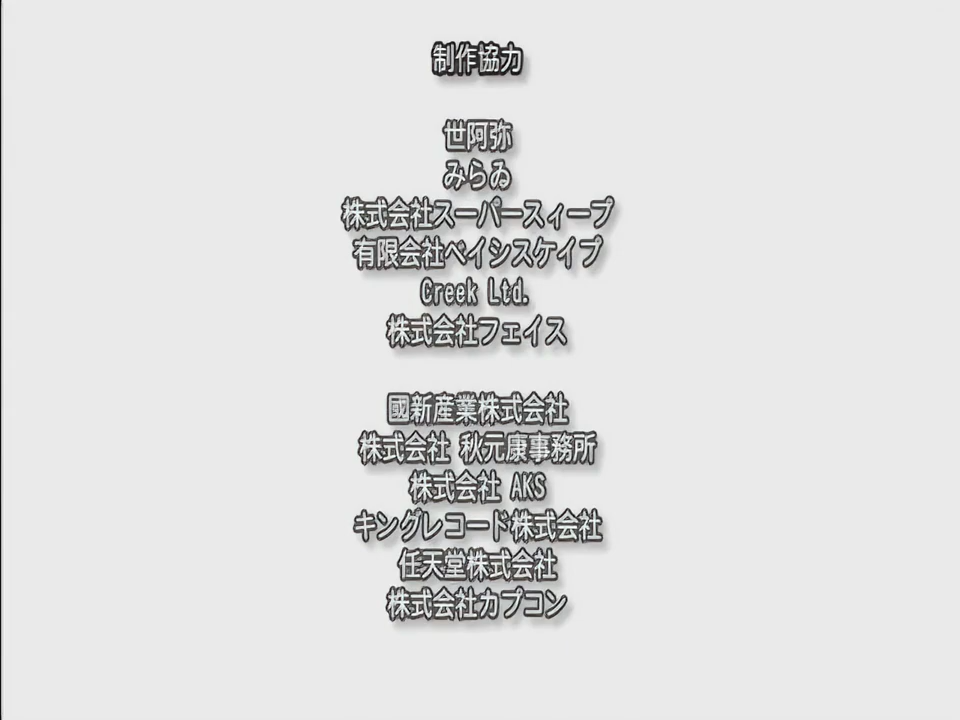 制作協力
世阿弥
みらゐ
株式会社スーパースィープ
有限会社ベイシスケイプ
Creek Ltd.
株式会社フェイス
國新産業株式会社
株式会社 秋元康事務所
株式会社 AKS
キングレコード株式会社
任天堂株式会社
株式会社カプコン